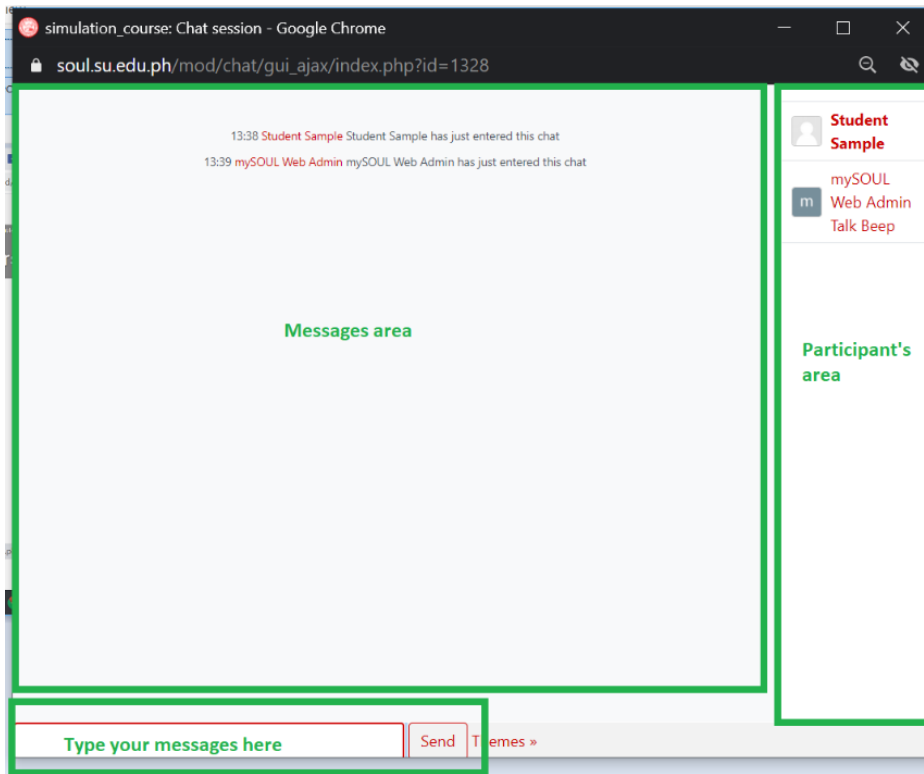 simulation_course: Chat session - Google Chrome
soul.su.edu.ph/mod/chat/gui_ajax/index.php?id=1328
13:38 Student Sample Student Sample has just entered this chat
13:39 mySOUL Web Admin mySOUL Web Admin has just entered this chat
Messages area
Student
Sample
m
mySOUL
Web Admin
Talk Beep
Participant's
area
Type your messages here
Send
Themes »